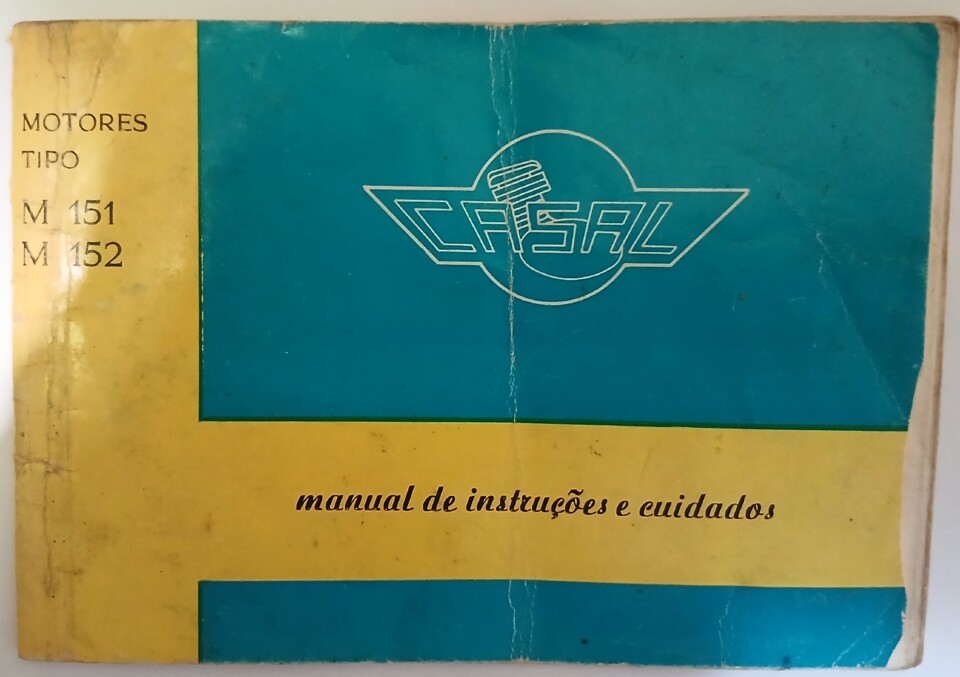 MOTORES
TIPO
M 151
M 152
CASAL
manual de instruções e cuidados